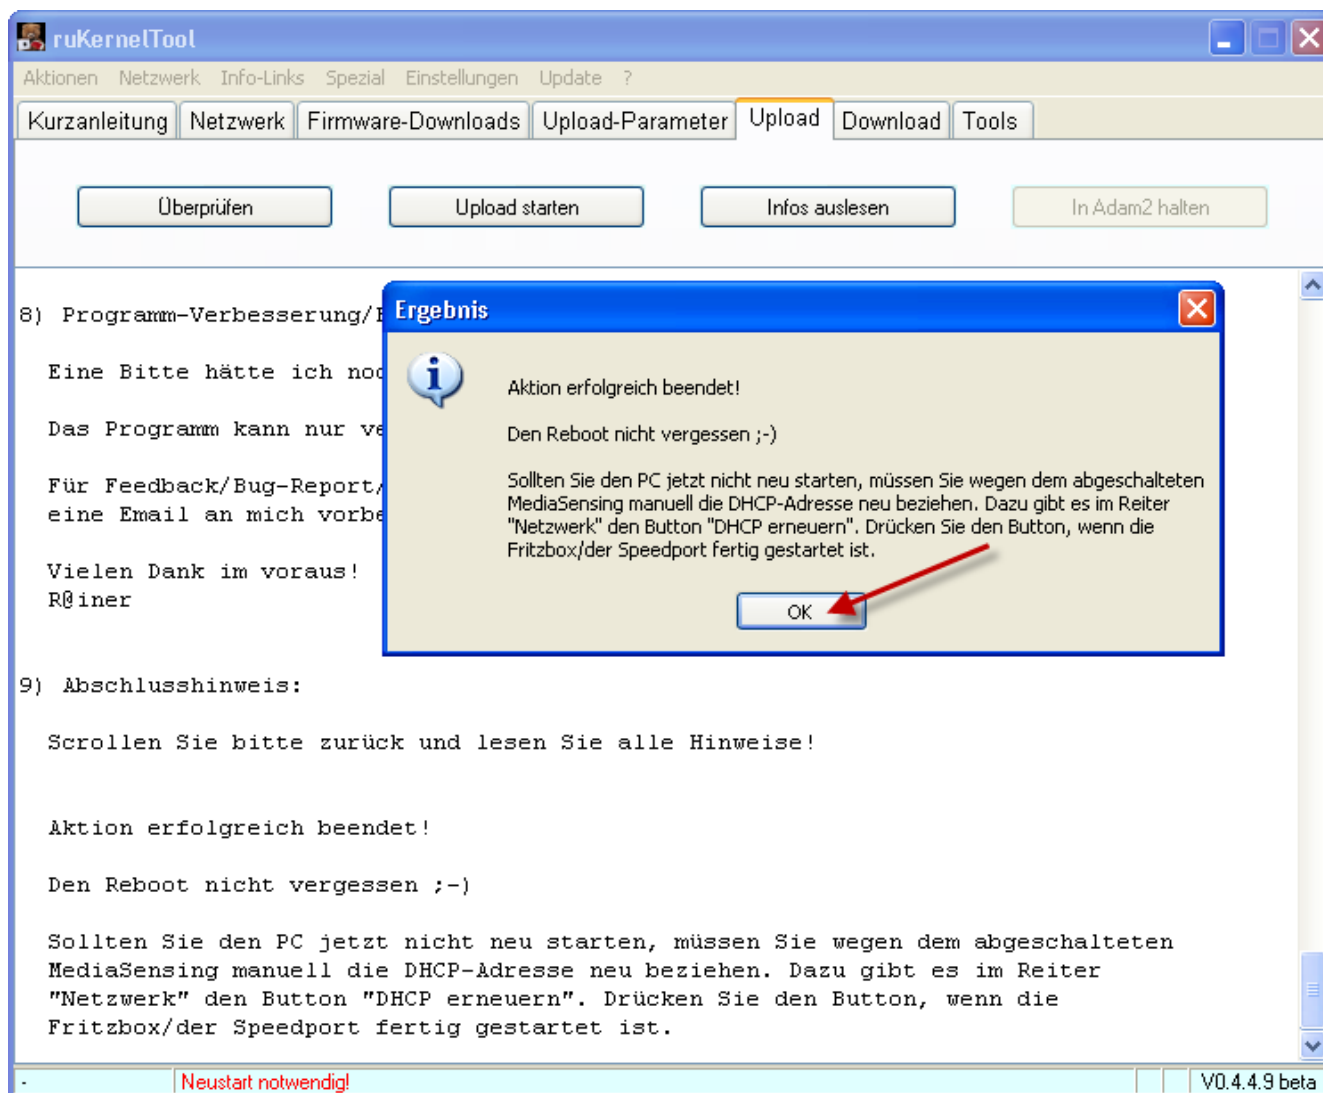 ruKernelTool
Aktionen Netzwerk Info-Links Spezial Einstellungen Update ?
Kurzanleitung Netzwerk Firmware-Downloads Upload-Parameter Upload Download Tools
Überprüfen Upload starten Infos auslesen In Adam2 halten
8) Programm-Verbesserung/
Eine Bitte hätte ich
Das Programm kann nur
Für Feedback/Bug-Report/
eine Email an mich
Vielen Dank im voraus!
R@iner
Ergebnis
Aktion erfolgreich beendet!
Den Reboot nicht vergessen ;-)
Sollten Sie den PC jetzt nicht neu starten, müssen Sie wegen dem abgeschalteten
MediaSensing manuell die DHCP-Adresse neu beziehen. Dazu gibt es im Reiter
"Netzwerk" den Button "DHCP erneuern". Drücken Sie den Button, wenn die
Fritzbox/der Speedport fertig gestartet ist.
OK
9) Abschlusshinweis:
Scrollen Sie bitte zurück und lesen Sie alle Hinweise!
Aktion erfolgreich beendet!
Den Reboot nicht vergessen ;-)
Sollten Sie den PC jetzt nicht neu starten, müssen Sie wegen dem abgeschalteten
MediaSensing manuell die DHCP-Adresse neu beziehen. Dazu gibt es im Reiter
"Netzwerk" den Button "DHCP erneuern". Drücken Sie den Button, wenn die
Fritzbox/der Speedport fertig gestartet ist.
- Neustart notwendig! V0.4.4.9 beta